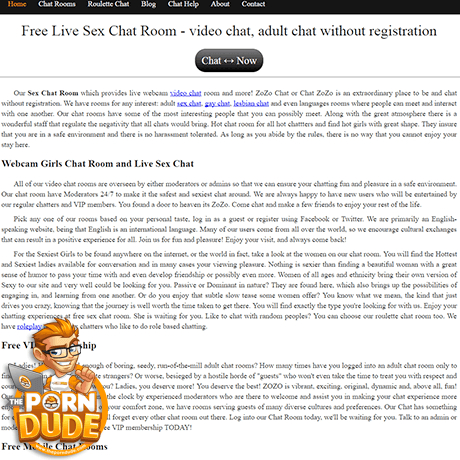 Home Chat Rooms Roulette Chat Blog Chat Help About Contact
Free Live Sex Chat Room - video chat, adult chat without registration
Chat ↔ Now
Our Sex Chat Room which provides live webcam video chat room and more! ZoZo Chat or Chat ZoZo is an extraordinary place to be and chat
without registration. We have rooms for any interest: adult sex chat, gay chat, lesbian chat and even languages rooms where people can meet and interact
with one another. Our chat rooms have some of the most interesting people that you can possibly meet. Along with the great atmosphere there is a
wonderful staff that regulate the negativity that all chats would bring. Hot chat room for all hot chatters and find hot girls with great shape. They insure
that you are in a safe environment and there is no harassment tolerated. As long as you abide by the rules, there is no way that you cannot enjoy your
stay here.
Webcam Girls Chat Room and Live Sex Chat
All of our video chat rooms are overseen by either moderators or admins so that we can ensure your chatting fun and pleasure in a safe environment.
Our chat room have Moderators 24/7 to make it the safest and sexiest chat around. We are always happy to have new users who will be entertained by
our regular chatters and VIP members. You found a door to heaven its ZoZo. Come chat and make a few friends to enjoy your rest of the life.
Pick any one of our rooms based on your personal taste, log in as a guest or register using Facebook or Twitter. We are primarily an English-
speaking website, being that English is an international language. Many of our users come from all over the world, so we encourage cultural exchanges
that can result in a positive experience for all. Join us for fun and pleasure! Enjoy your visit, and always come back!
For the Sexiest Girls to be found anywhere on the internet, or the world in fact, take a look at the women on our chat room. You will find the Hottest
and Sexiest ladies available for conversation and in many cases your viewing pleasure. Nothing is sexier than finding a beautiful woman with a great
sense of humor to pass your time with and even develop friendship or possibly even more. Women of all ages and ethnicity bring their own version of
Sexy to our site and very well could be looking for you. Passive or Dominant in nature? They are found here, which also brings up the possibilities of
engaging in, and learning from one another. Or do you enjoy that subtle slow tease some women offer? You know what we mean, the kind that just
drives you crazy, knowing that the journey is well worth the time taken to get there. You will find exactly the type you're looking for with us. Enjoy your
chatting experiences at free sex chat room. She is waiting for you. Like to chat with random peoples? You can choose our roulette chat room too. We
have roleplay chatters who like to do role based chatting.
Free VI ship
Ladies! enough of boring, seedy, run-of-the-mill adult chat rooms? How many times have you logged into an adult chat room only to
fin strangers? Or worse, besieged by a hostile horde of "guests" who won't even take the time to treat you with respect and
you? Ladies, you deserve more! You deserve the best! ZOZO is vibrant, exciting, original, dynamic and, above all, fun!
the clock by experienced moderators who are there to welcome and assist you in making your chat experience more
your comfort zone, we have rooms serving guests of many diverse cultures and preferences. Our Chat has something
forget every other chat room out there. Log into our Chat Room today, we'll be waiting for you. Talk to an admin or
VIP membership TODAY!
Free Mobile Chat Rooms
THE
PORN
DUDE